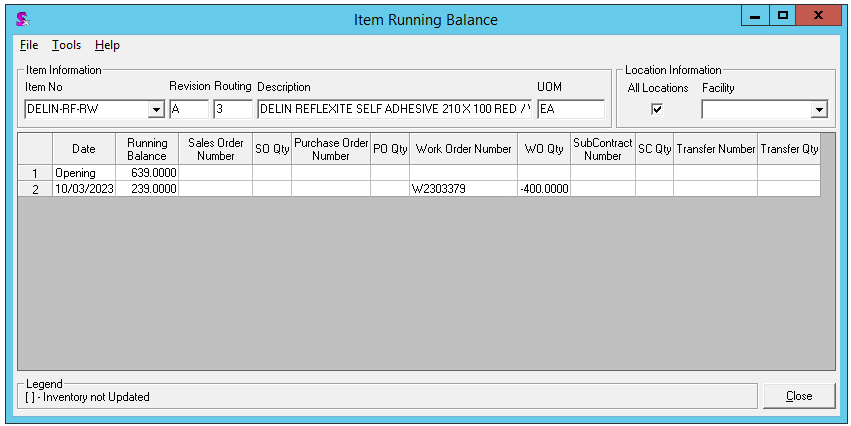 Item Running Balance
File Tools Help
Item Information
Location Information
Item No Revision Routing Description UOM
All Locations Facility
DELIN-RF-RW A 3 DELIN REFLEXITE SELF ADHESIVE 210 X 100 RED / EA
Date Running Balance Sales Order Number SO Qty Purchase Order Number PO Qty Work Order Number WO Qty SubContract Number SC Qty Transfer Number Transfer Qty
1 Opening 639.0000
2 10/03/2023 239.0000 W2303379 -400.0000
Legend
[ ] - Inventory not Updated
Close